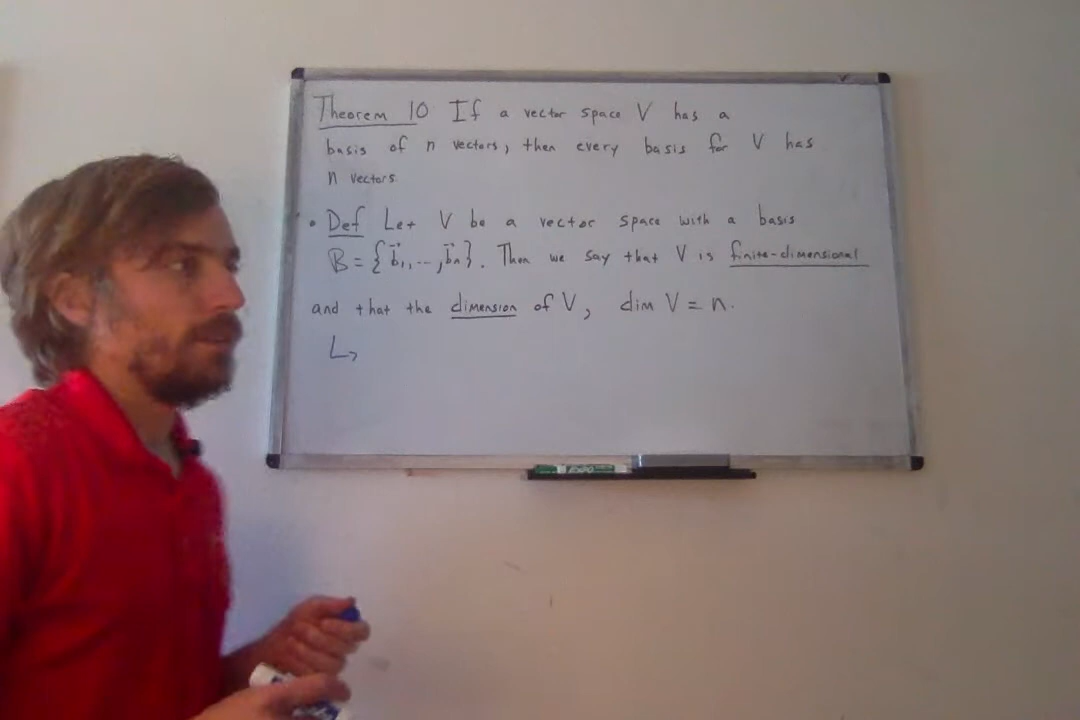 Theorem 10 If a vector space V has a
basis of n vectors, then every basis for V has
n vectors.
• Def Let V be a vector space with a basis
B = {b⃗₁, ..., b⃗ₙ}. Then we say that V is finite-dimensional
and that the dimension of V, dim V = n.
↳
EXPO